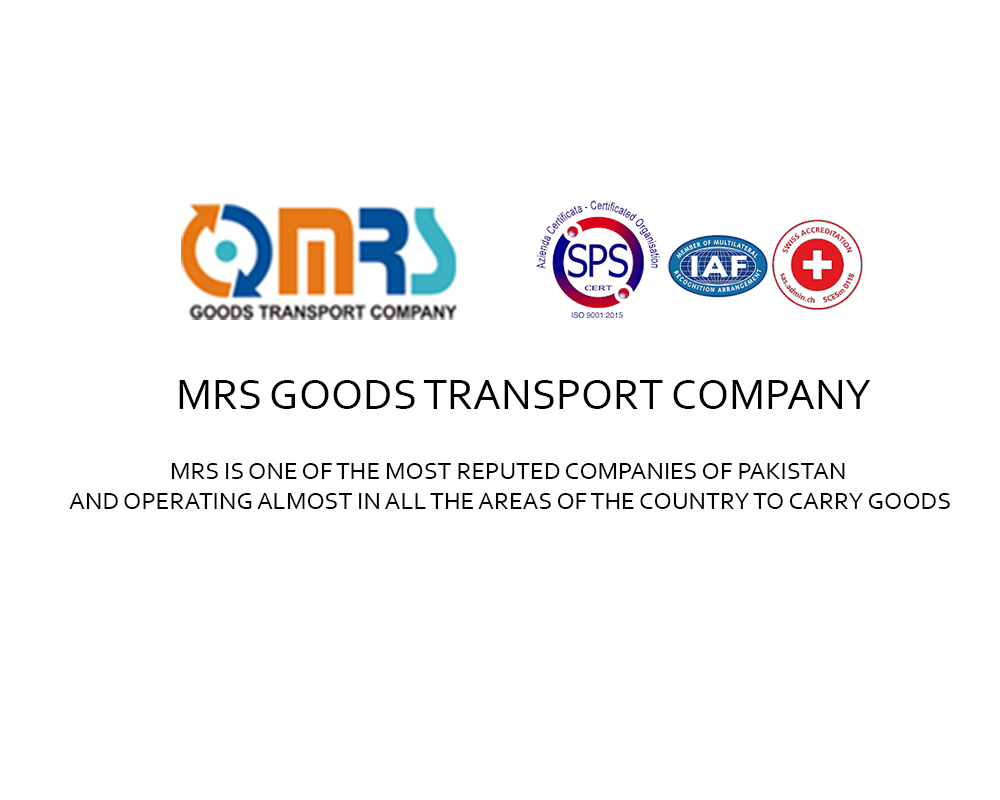 MRS
GOODS TRANSPORT COMPANY
Azienda Certificata - Certificated Organisation
SPS
CERT
ISO 9001:2015
MEMBER OF MULTILATERAL
IAF
RECOGNITION ARRANGEMENT
SWISS ACCREDITATION
sas.admin.ch SCESm 0118
MRS GOODS TRANSPORT COMPANY
MRS IS ONE OF THE MOST REPUTED COMPANIES OF PAKISTAN
AND OPERATING ALMOST IN ALL THE AREAS OF THE COUNTRY TO CARRY GOODS